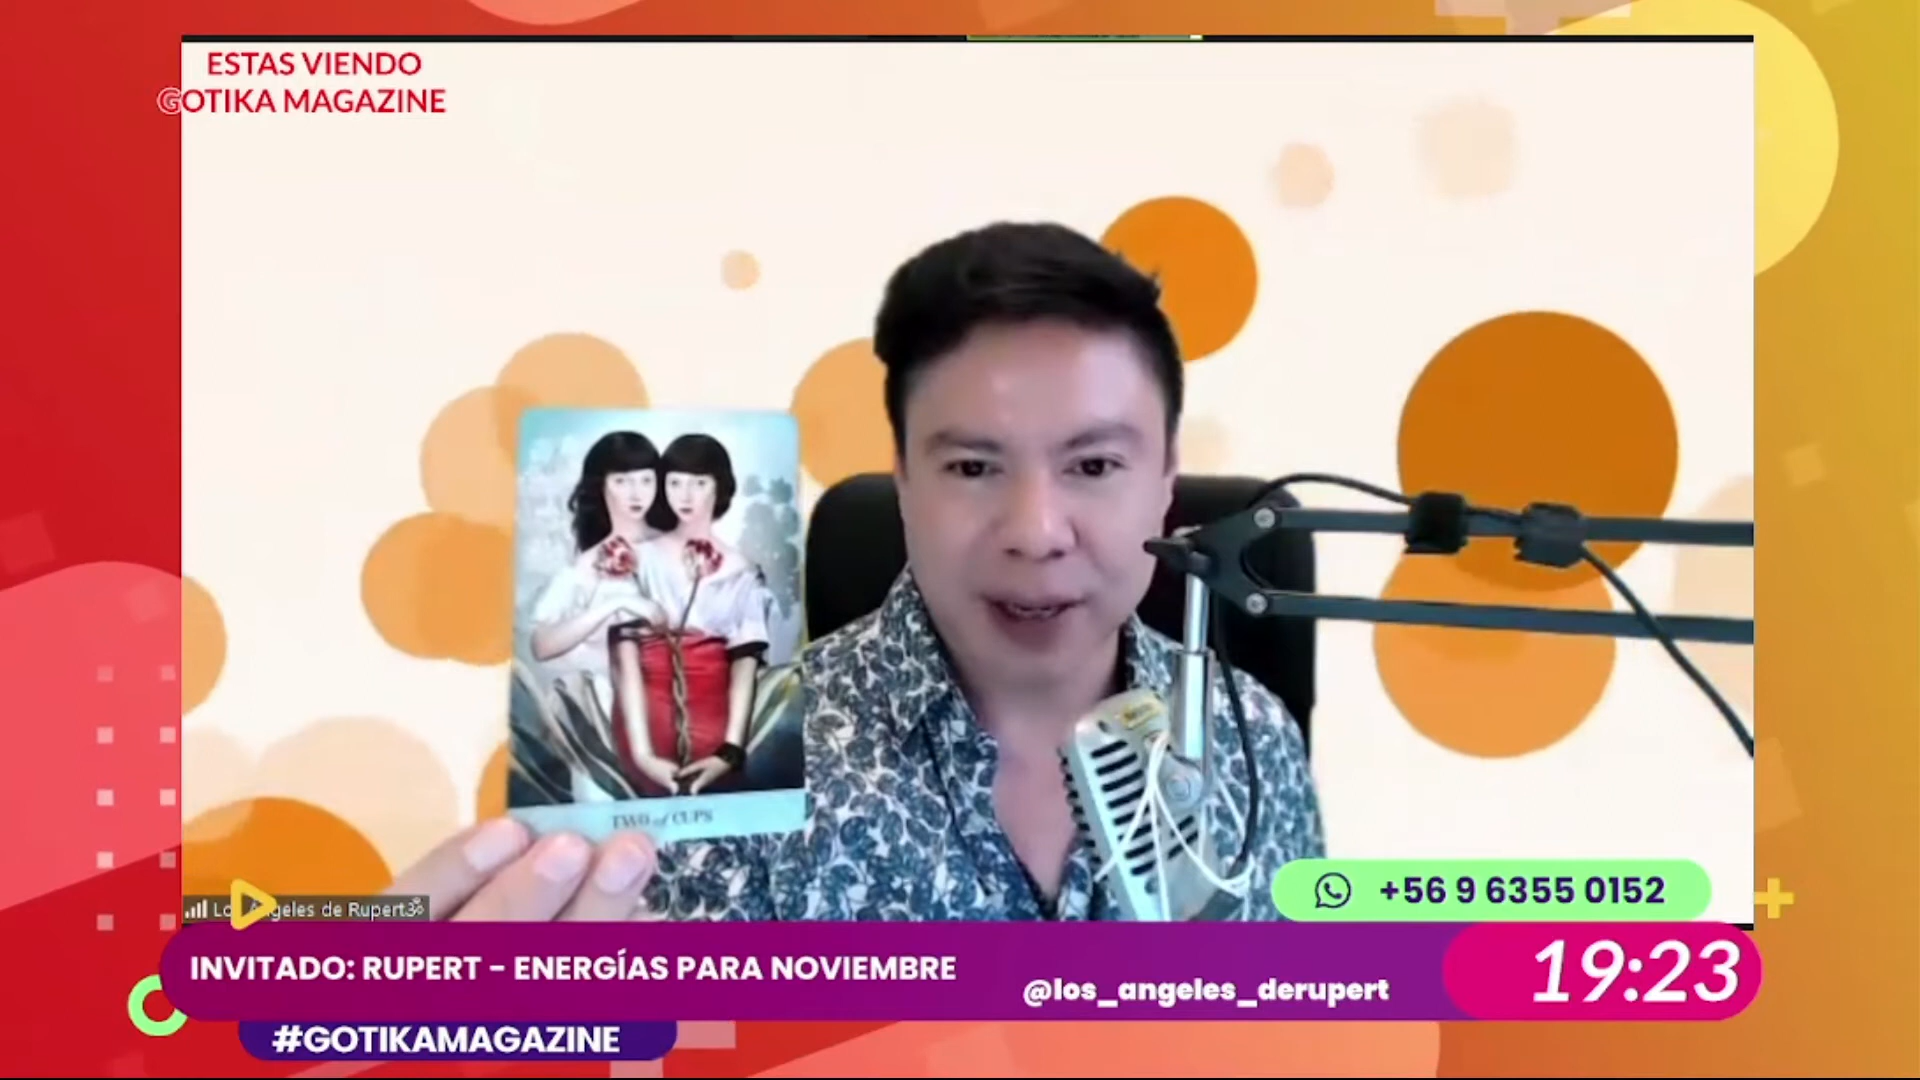 ESTAS VIENDO
GOTIKA MAGAZINE
TWO of CUPS
+56 9 6355 0152
INVITADO: RUPERT - ENERGÍAS PARA NOVIEMBRE
@los_angeles_derupert
19:23
#GOTIKAMAGAZINE
geles de Rupert